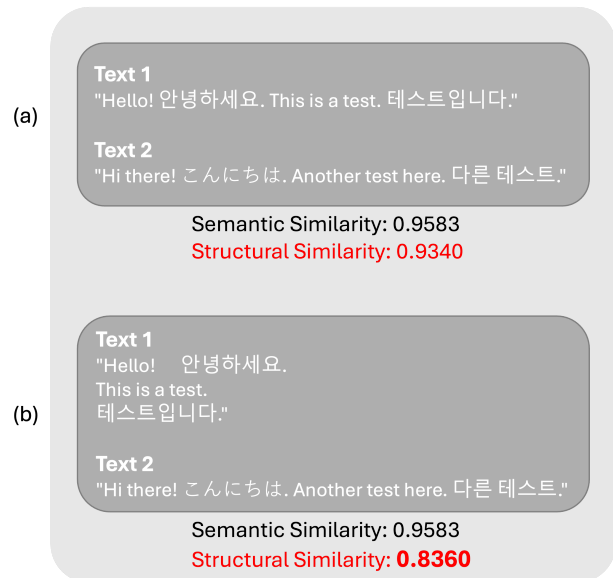 (a)
Text 1
"Hello! 안녕하세요. This is a test. 테스트입니다."
Text 2
"Hi there! こんにちは. Another test here. 다른 테스트."
Semantic Similarity: 0.9583
Structural Similarity: 0.9340
(b)
Text 1
"Hello!    안녕하세요.
This is a test.
테스트입니다."
Text 2
"Hi there! こんにちは. Another test here. 다른 테스트."
Semantic Similarity: 0.9583
Structural Similarity: 0.8360